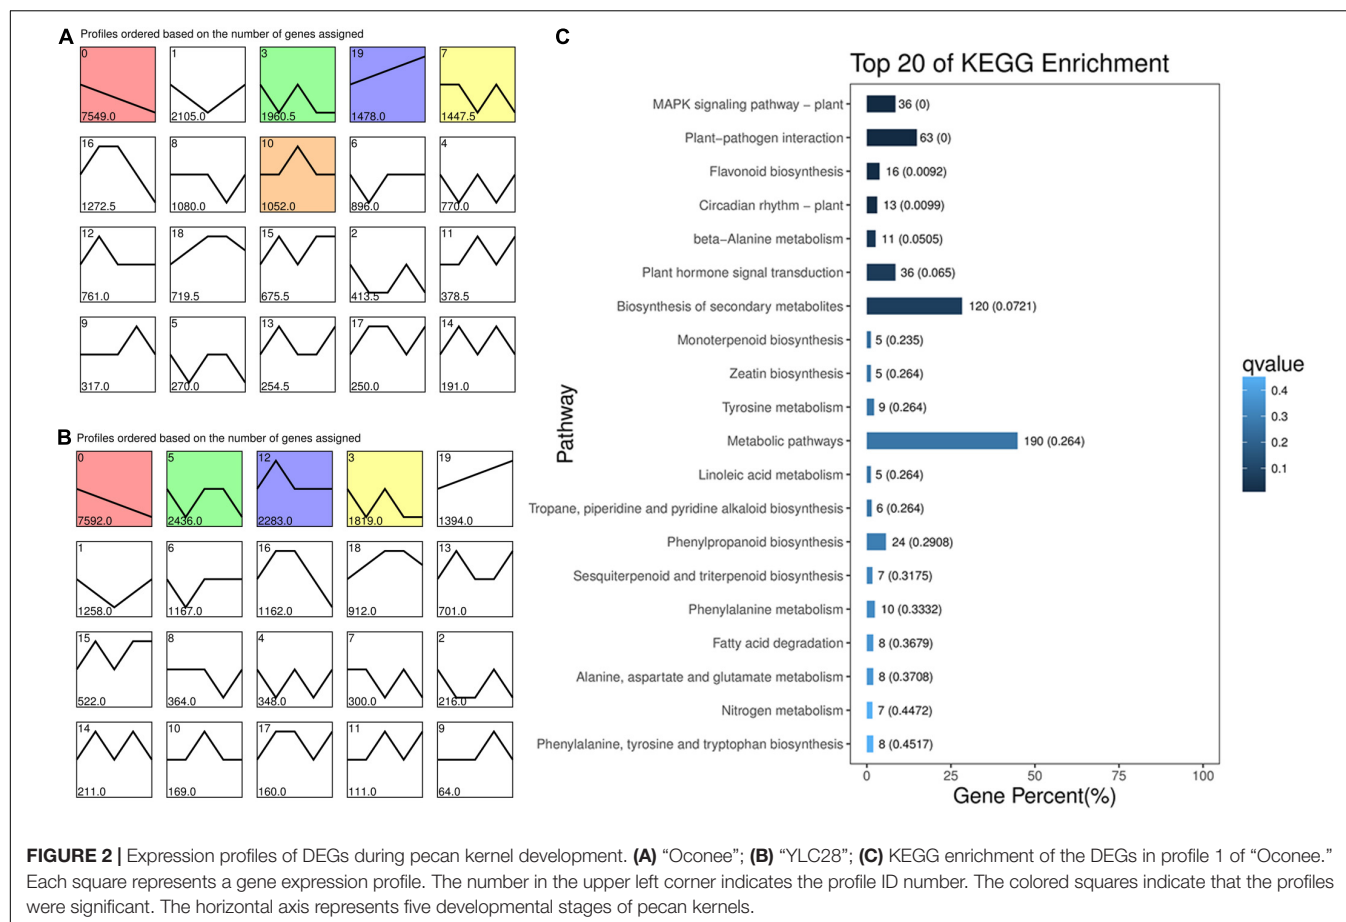 A Profiles ordered based on the number of genes assigned
0 1 3 19 7
7549.0 2105.0 1960.5 1478.0 1447.5
16 8 10 6 4
1272.5 1080.0 1052.0 896.0 770.0
12 18 15 2 11
761.0 719.5 675.5 413.5 378.5
9 5 13 17 14
317.0 270.0 254.5 250.0 191.0
B Profiles ordered based on the number of genes assigned
0 5 12 3 19
7592.0 2436.0 2283.0 1819.0 1394.0
1 6 16 18 13
1258.0 1167.0 1162.0 912.0 701.0
15 8 4 7 2
522.0 364.0 348.0 300.0 216.0
14 10 17 11 9
211.0 169.0 160.0 111.0 64.0
C
Top 20 of KEGG Enrichment
MAPK signaling pathway − plant 36 (0)
Plant−pathogen interaction 63 (0)
Flavonoid biosynthesis 16 (0.0092)
Circadian rhythm − plant 13 (0.0099)
beta−Alanine metabolism 11 (0.0505)
Plant hormone signal transduction 36 (0.065)
Biosynthesis of secondary metabolites 120 (0.0721)
Monoterpenoid biosynthesis 5 (0.235)
Zeatin biosynthesis 5 (0.264)
Tyrosine metabolism 9 (0.264)
Metabolic pathways 190 (0.264)
Linoleic acid metabolism 5 (0.264)
Tropane, piperidine and pyridine alkaloid biosynthesis 6 (0.264)
Phenylpropanoid biosynthesis 24 (0.2908)
Sesquiterpenoid and triterpenoid biosynthesis 7 (0.3175)
Phenylalanine metabolism 10 (0.3332)
Fatty acid degradation 8 (0.3679)
Alanine, aspartate and glutamate metabolism 8 (0.3708)
Nitrogen metabolism 7 (0.4472)
Phenylalanine, tyrosine and tryptophan biosynthesis 8 (0.4517)
Pathway
0 25 50 75 100
Gene Percent(%)
qvalue
0.4
0.3
0.2
0.1
FIGURE 2 | Expression profiles of DEGs during pecan kernel development. (A) “Oconee”; (B) “YLC28”; (C) KEGG enrichment of the DEGs in profile 1 of “Oconee.”
Each square represents a gene expression profile. The number in the upper left corner indicates the profile ID number. The colored squares indicate that the profiles
were significant. The horizontal axis represents five developmental stages of pecan kernels.